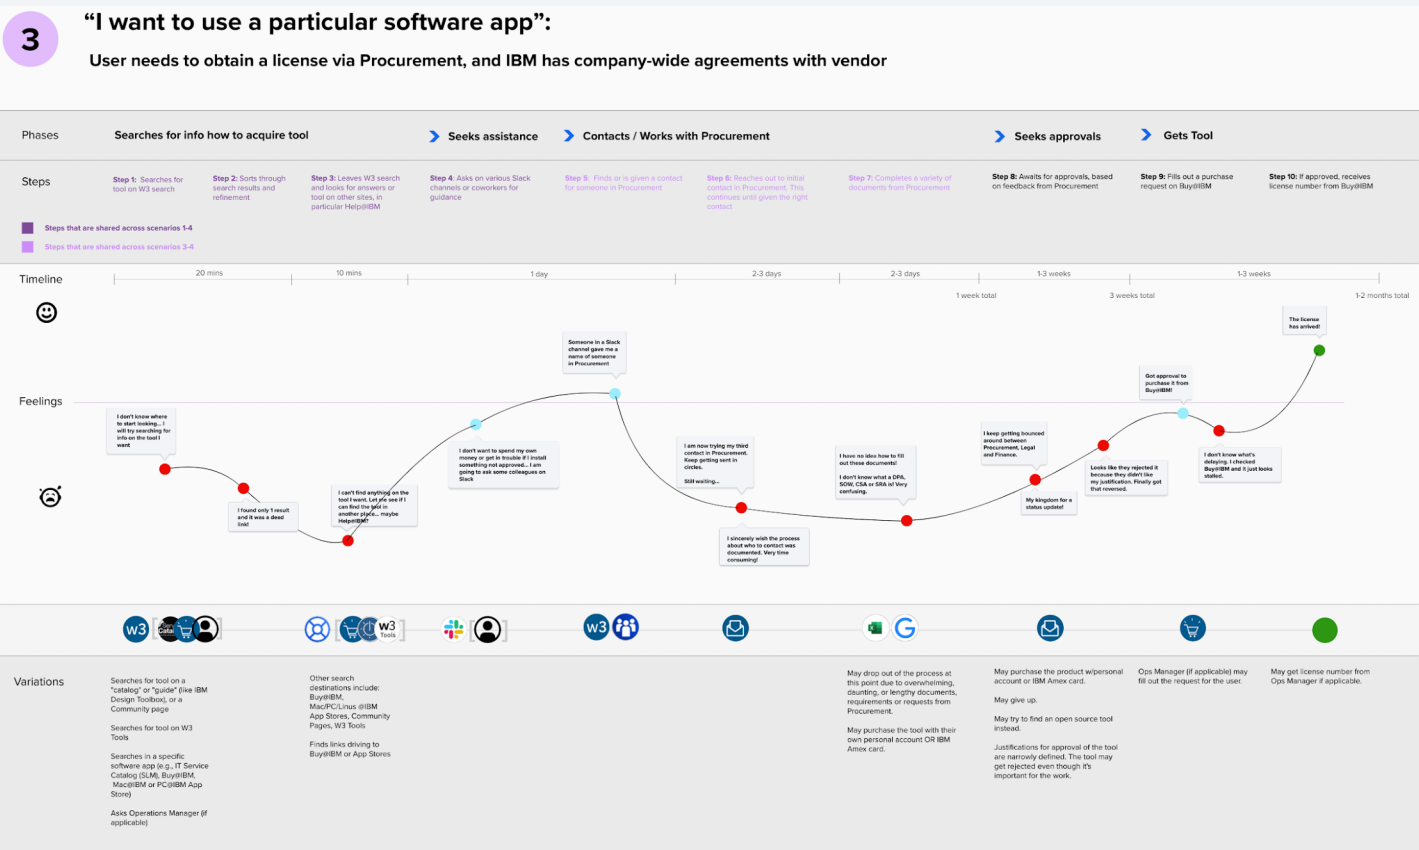 3
“I want to use a particular software app”:
User needs to obtain a license via Procurement, and IBM has company-wide agreements with vendor
Phases
Searches for info how to acquire tool
Seeks assistance
Contacts / Works with Procurement
Seeks approvals
Gets Tool
Steps
Step 1: Searches for
tool on W3 search
Step 2: Sorts through
search results and
refinement
Step 3: Leaves W3 search
and looks for answers or
tool on other sites, in
particular Help@IBM
Step 4: Asks on various Slack
channels or coworkers for
guidance
Step 5: Finds or is given a contact
for someone in Procurement
Step 6: Reaches out to initial
contact in Procurement. This
continues until given the right
contact
Step 7: Completes a variety of
documents from Procurement
Step 8: Awaits for approvals, based
on feedback from Procurement
Step 9: Fills out a purchase
request on Buy@IBM
Step 10: If approved, receives
license number from Buy@IBM
Steps that are shared across scenarios 1-4
Steps that are shared across scenarios 3-4
Timeline
20 mins
10 mins
1 day
2-3 days
2-3 days
1-3 weeks
1-3 weeks
1 week total
3 weeks total
1-2 months total
Feelings
I don't know where
to start looking... I
will try searching for
info on the tool I
want
I found only 1 result
and it was a dead
link!
I can't find anything on the
tool I want. Let me see if I
can find the tool in
another place... maybe
Help@IBM?
I don't want to spend my own
money or get in trouble if I install
something not approved... I am
going to ask some colleagues on
Slack
Someone in a Slack
channel gave me a
name of someone
in Procurement
I am now trying my third
contact in Procurement.
Keep getting sent in
circles.
Still waiting...
I sincerely wish the process
about who to contact was
documented. Very time
consuming!
I have no idea how to fill
out these documents!
I don't know what a DPA,
SOW, CSA or SRA is! Very
confusing.
I keep getting bounced
around between
Procurement, Legal
and Finance.
My kingdom for a
status update!
Looks like they rejected it
because they didn't like
my justification. Finally got
that reversed.
Got approval to
purchase it from
Buy@IBM!
I don't know what's
delaying. I checked
Buy@IBM and it just looks
stalled.
The license
has arrived!
w3
w3
Tools
w3
Variations
Searches for tool on a
"catalog" or "guide" (like IBM
Design Toolbox), or a
Community page
Searches for tool on W3
Tools
Searches in a specific
software app (e.g., IT Service
Catalog (SLM), Buy@IBM,
Mac@IBM or PC@IBM App
Store)
Asks Operations Manager (if
applicable)
Other search
destinations include:
Buy@IBM,
Mac/PC/Linus @IBM
App Stores, Community
Pages, W3 Tools
Finds links driving to
Buy@IBM or App Stores
May drop out of the process at
this point due to overwhelming,
daunting, or lengthy documents,
requirements or requests from
Procurement.
May purchase the tool with their
own personal account OR IBM
Amex card.
May purchase the product w/personal
account or IBM Amex card.
May give up.
May try to find an open source tool
instead.
Justifications for approval of the tool
are narrowly defined. The tool may
get rejected even though it's
important for the work.
Ops Manager (if applicable) may
fill out the request for the user.
May get license number from
Ops Manager if applicable.